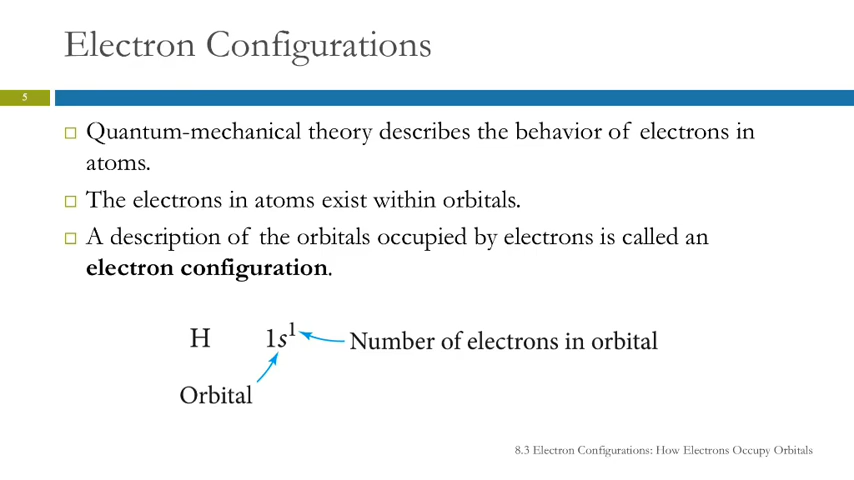 Electron Configurations
5
Quantum-mechanical theory describes the behavior of electrons in
atoms.
The electrons in atoms exist within orbitals.
A description of the orbitals occupied by electrons is called an
electron configuration.
H 1s¹ Number of electrons in orbital
Orbital
8.3 Electron Configurations: How Electrons Occupy Orbitals